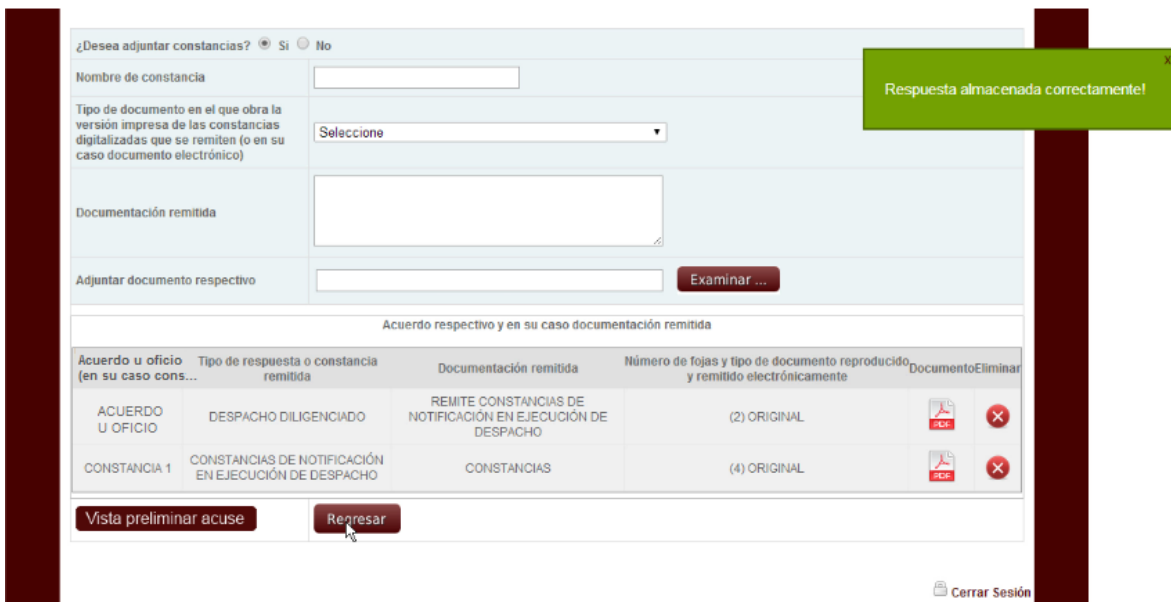 ¿Desea adjuntar constancias? Si No
x
Nombre de constancia
Respuesta almacenada correctamente!
Tipo de documento en el que obra la
versión impresa de las constancias
digitalizadas que se remiten (o en su
caso documento electrónico)
Seleccione
Documentación remitida
Adjuntar documento respectivo
Examinar ...
Acuerdo respectivo y en su caso documentación remitida
Acuerdo u oficio
(en su caso cons...
Tipo de respuesta o constancia
remitida
Documentación remitida
Número de fojas y tipo de documento reproducido
y remitido electrónicamente
Documento
Eliminar
ACUERDO
U OFICIO
DESPACHO DILIGENCIADO
REMITE CONSTANCIAS DE
NOTIFICACIÓN EN EJECUCIÓN DE
DESPACHO
(2) ORIGINAL
PDF
CONSTANCIA 1
CONSTANCIAS DE NOTIFICACIÓN
EN EJECUCIÓN DE DESPACHO
CONSTANCIAS
(4) ORIGINAL
PDF
Vista preliminar acuse
Regresar
Cerrar Sesión